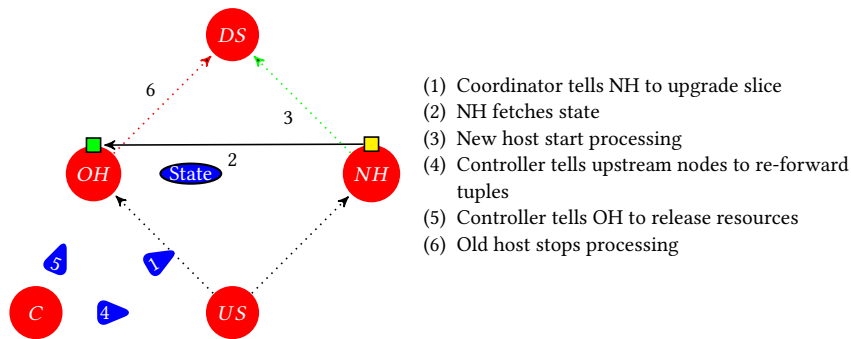 DS
6
3
(1) Coordinator tells NH to upgrade slice
(2) NH fetches state
(3) New host start processing
(4) Controller tells upstream nodes to re-forward
tuples
(5) Controller tells OH to release resources
(6) Old host stops processing
2
OH
State
NH
5
1
C
4
US